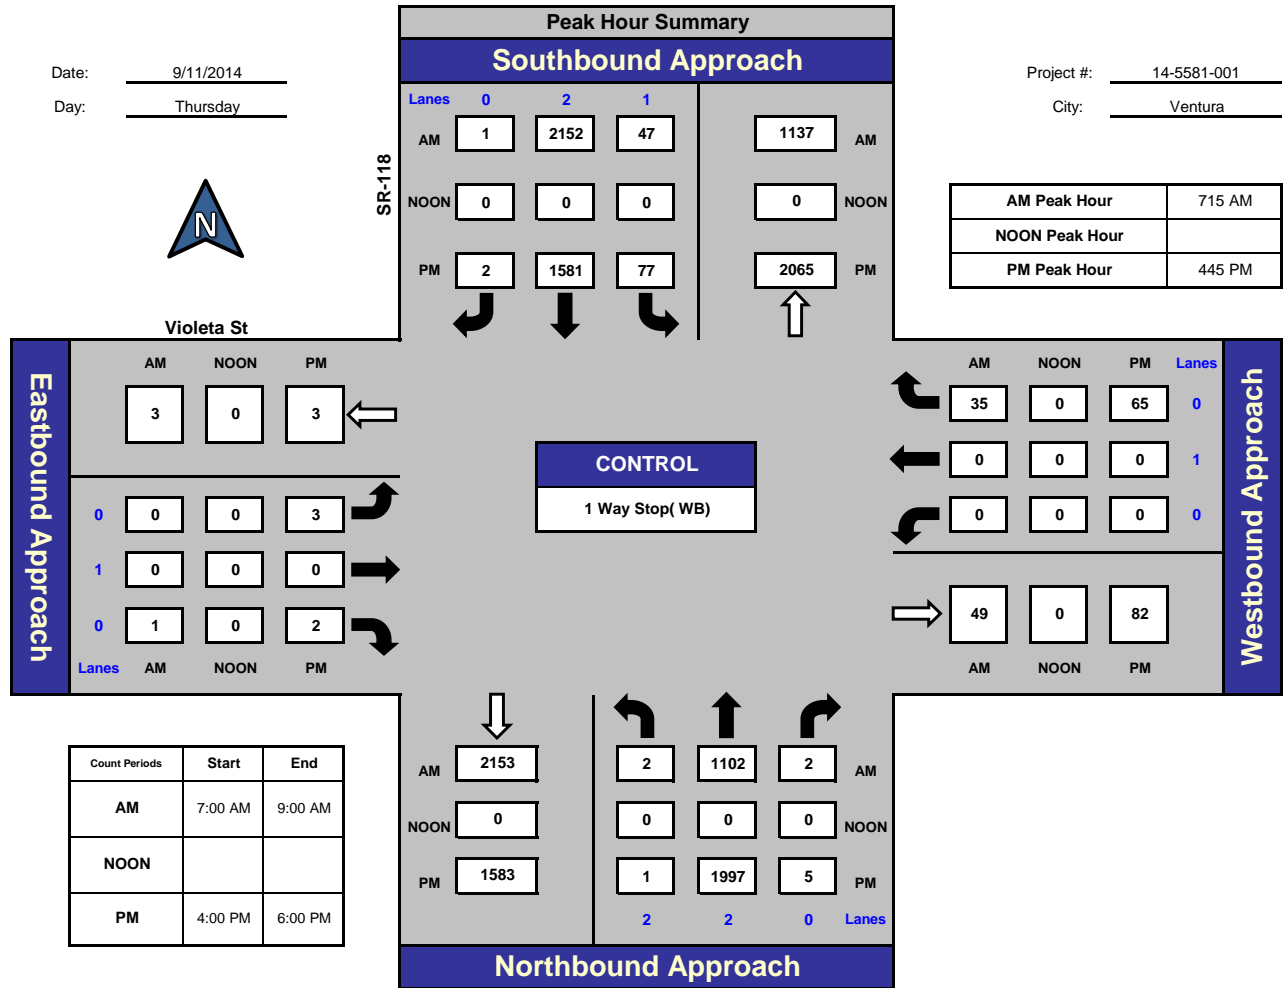 Peak Hour Summary
Southbound Approach
Date: 9/11/2014
Day: Thursday
Project #: 14-5581-001
City: Ventura
N
SR-118
Lanes 0 2 1
AM 1 2152 47 1137 AM
NOON 0 0 0 0 NOON
PM 2 1581 77 2065 PM
AM Peak Hour 715 AM
NOON Peak Hour
PM Peak Hour 445 PM
Violeta St
Eastbound Approach
AM NOON PM
3 0 3
0 0 0 3
1 0 0 0
0 1 0 2
Lanes AM NOON PM
CONTROL
1 Way Stop( WB)
AM NOON PM Lanes
35 0 65 0
0 0 0 1
0 0 0 0
49 0 82
AM NOON PM
Westbound Approach
Count Periods Start End
AM 7:00 AM 9:00 AM
NOON
PM 4:00 PM 6:00 PM
AM 2153 2 1102 2 AM
NOON 0 0 0 0 NOON
PM 1583 1 1997 5 PM
2 2 0 Lanes
Northbound Approach